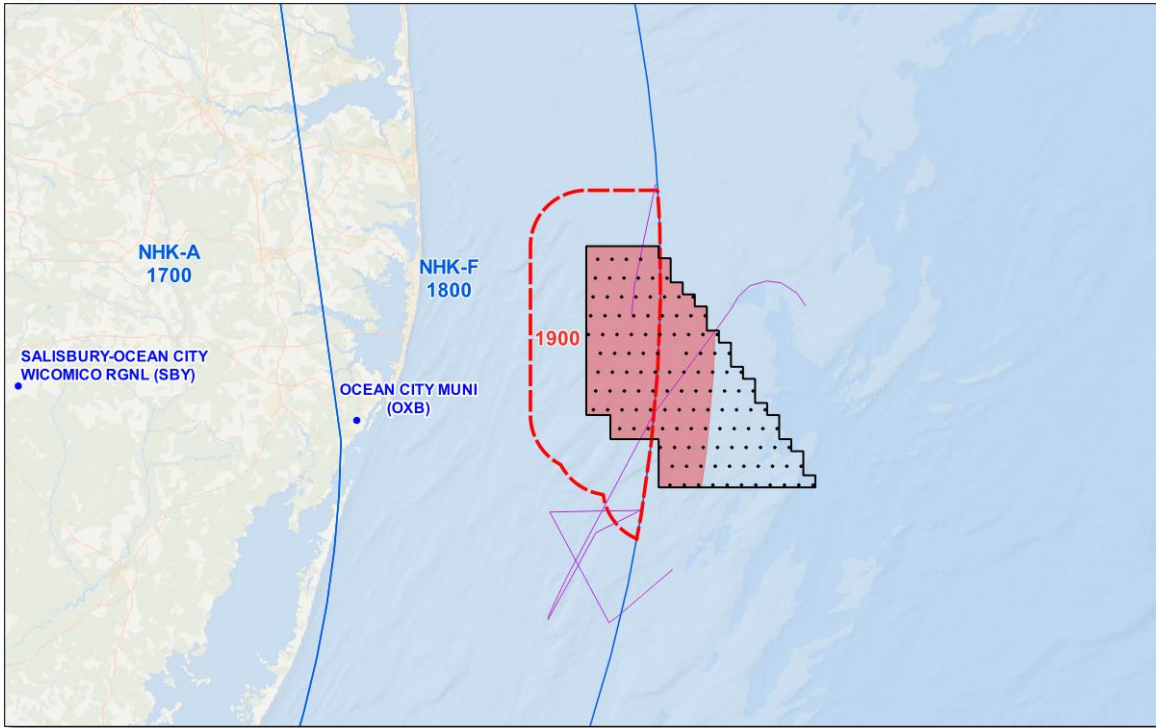 NHK-A
1700
NHK-F
1800
1900
SALISBURY-OCEAN CITY
WICOMICO RGNL (SBY)
OCEAN CITY MUNI
(OXB)